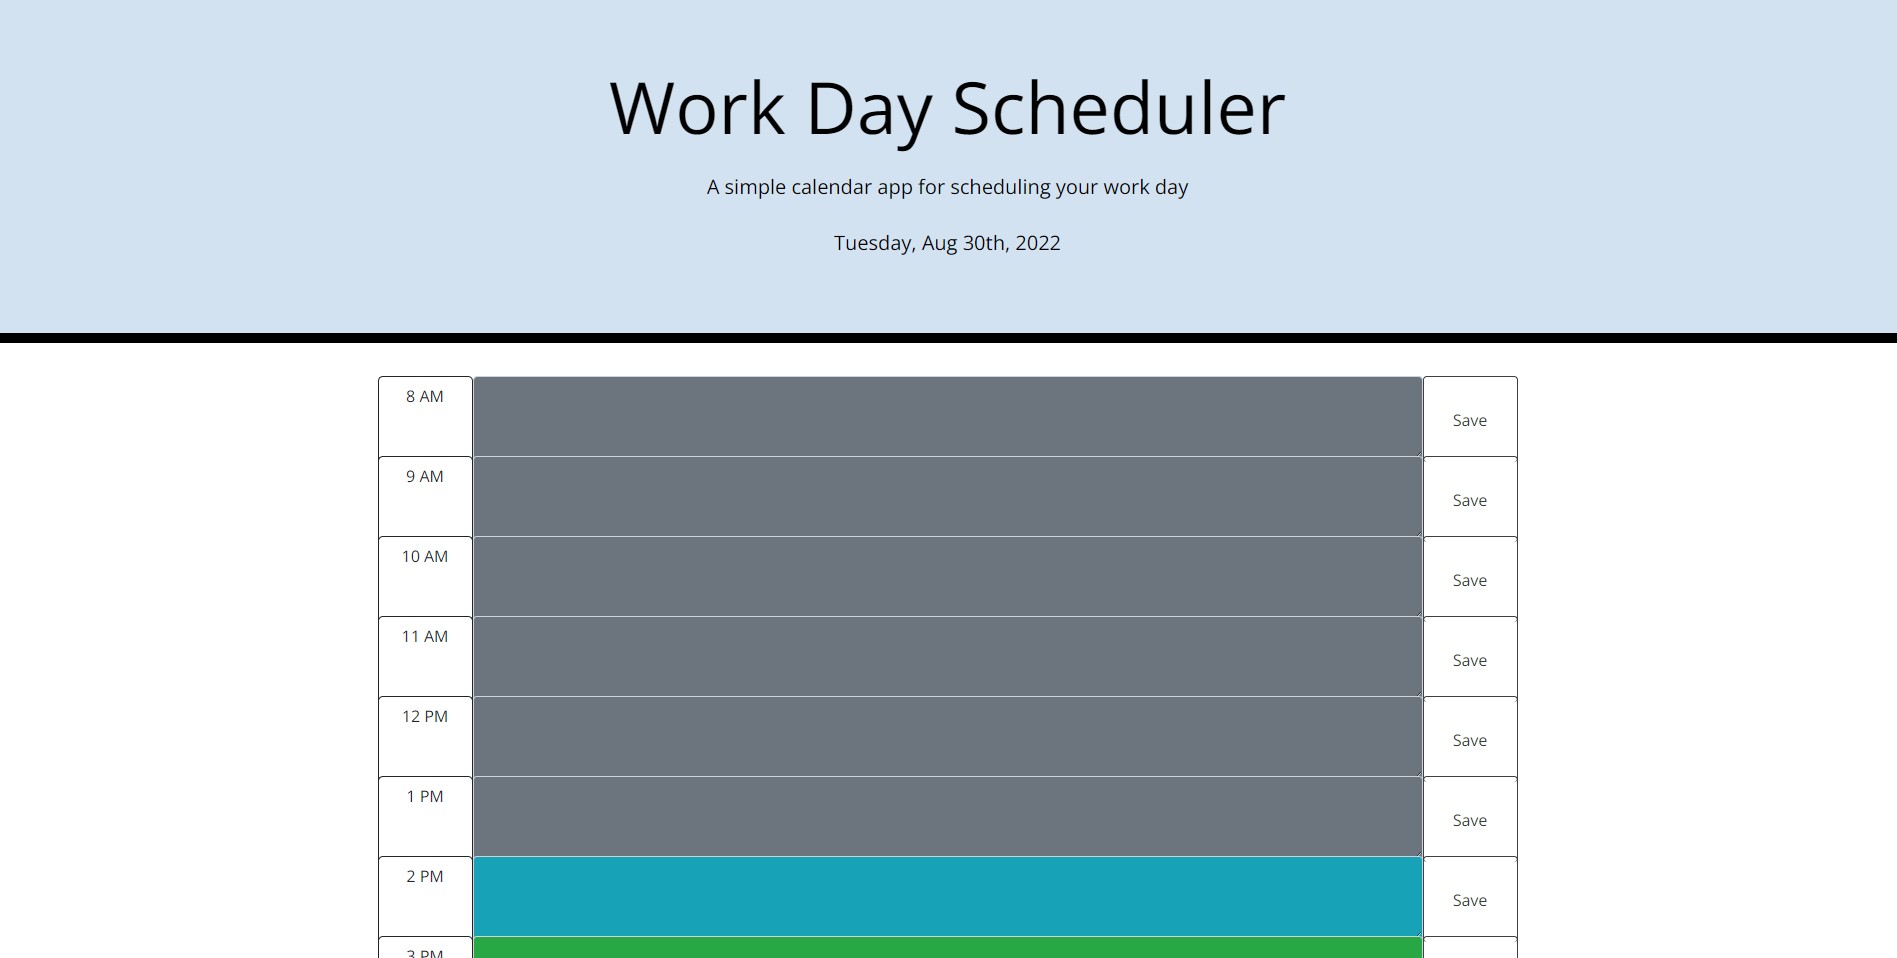 Work Day Scheduler
A simple calendar app for scheduling your work day
Tuesday, Aug 30th, 2022
8 AM
Save
9 AM
Save
10 AM
Save
11 AM
Save
12 PM
Save
1 PM
Save
2 PM
Save
3 PM